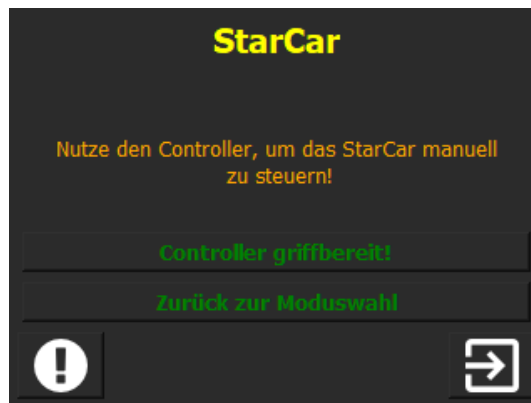 StarCar
Nutze den Controller, um das StarCar manuell
zu steuern!
Controller griffbereit!
Zurück zur Moduswahl